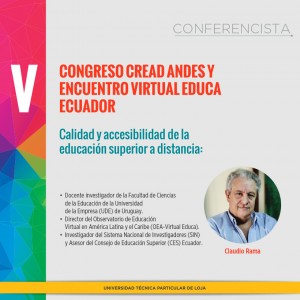 CONFERENCISTA
V
CONGRESO CREAD ANDES Y
ENCUENTRO VIRTUAL EDUCA
ECUADOR
Calidad y accesibilidad de la
educación superior a distancia:
• Docente investigador de la Facultad de Ciencias
de la Educación de la Universidad
de la Empresa (UDE) de Uruguay.
• Director del Observatorio de Educación
Virtual en América Latina y el Caribe (OEA-Virtual Educa).
• Investigador del Sistema Nacional de Investigadores (SIN)
y Asesor del Consejo de Educación Superior (CES) Ecuador.
Claudio Rama
UNIVERSIDAD TÉCNICA PARTICULAR DE LOJA